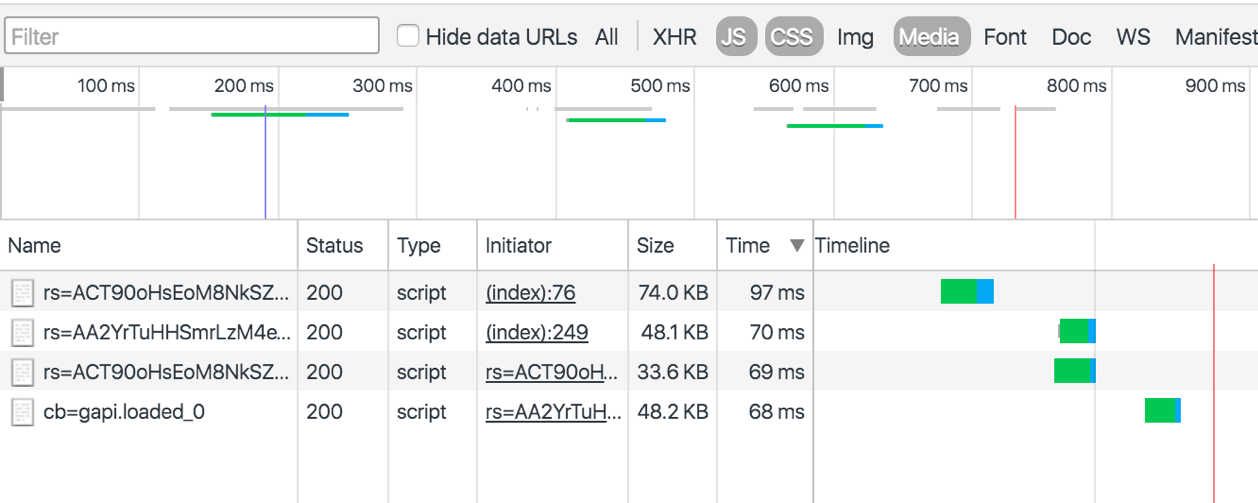 Filter Hide data URLs All XHR JS CSS Img Media Font Doc WS Manifest
100 ms 200 ms 300 ms 400 ms 500 ms 600 ms 700 ms 800 ms 900 ms
Name Status Type Initiator Size Time ▼ Timeline
rs=ACT90oHsEoM8NkSZ... 200 script (index):76 74.0 KB 97 ms
rs=AA2YrTuHHSmrLzM4e... 200 script (index):249 48.1 KB 70 ms
rs=ACT90oHsEoM8NkSZ... 200 script rs=ACT90oH... 33.6 KB 69 ms
cb=gapi.loaded_0 200 script rs=AA2YrTuH... 48.2 KB 68 ms